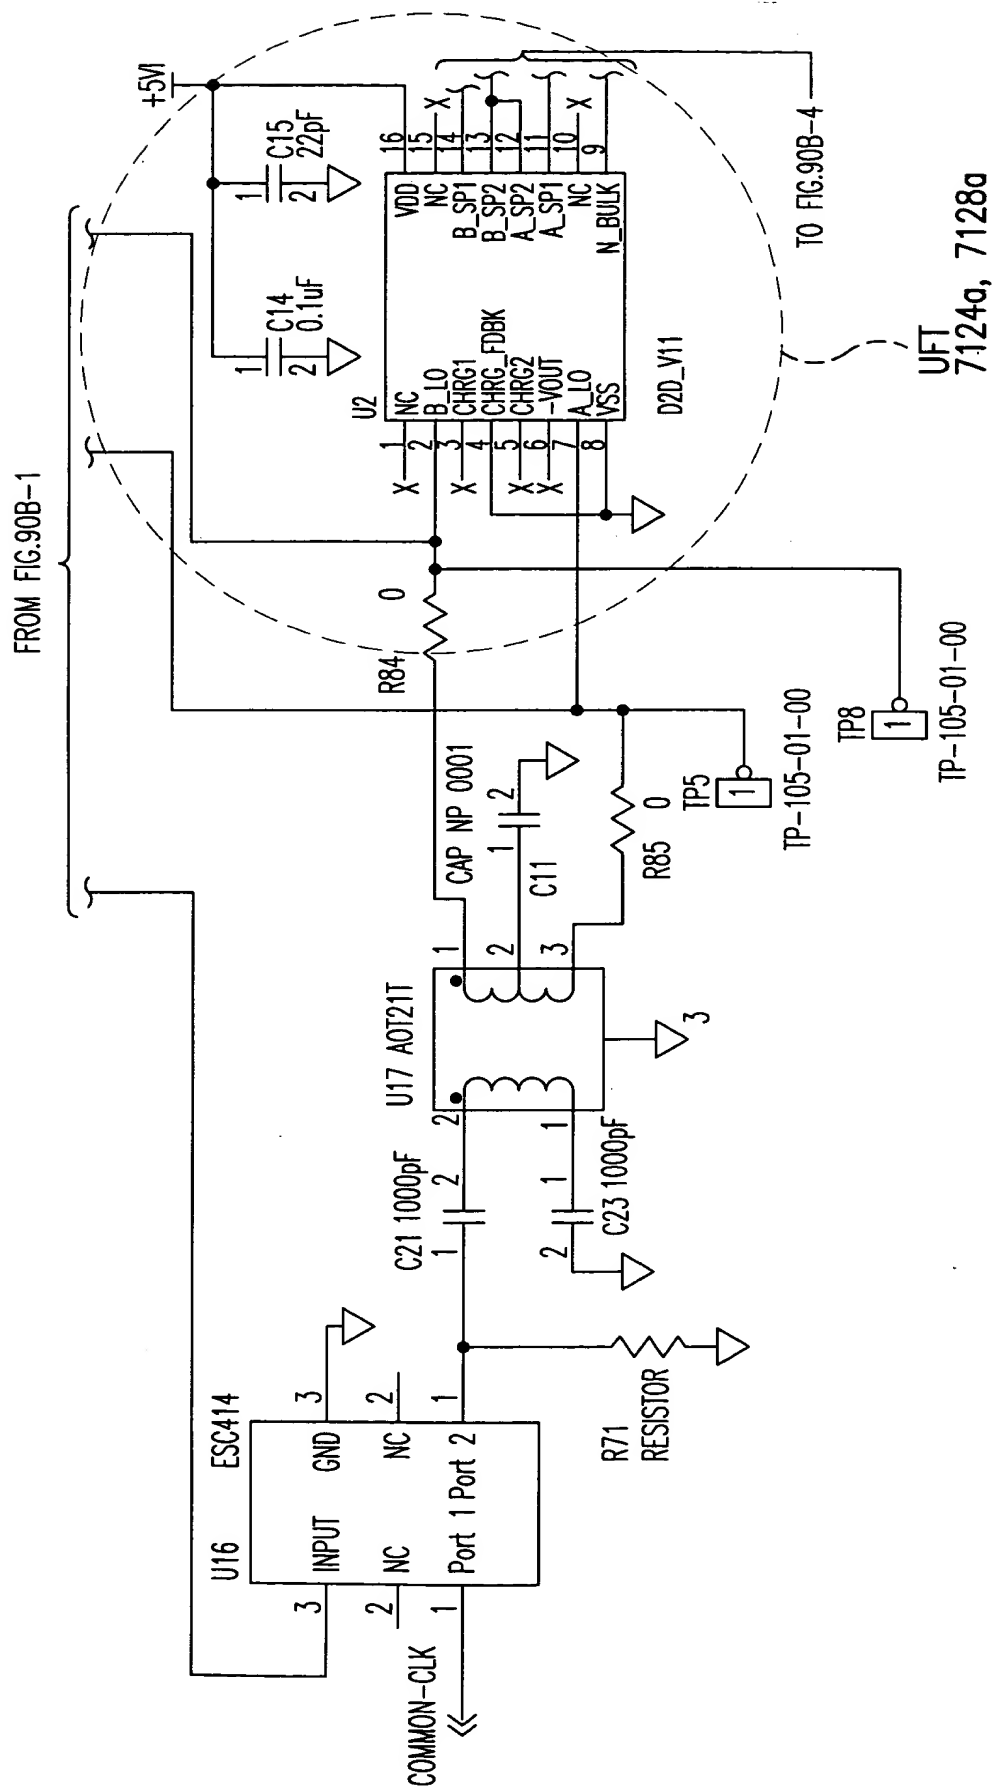 FROM FIG.90B-1
+5VI
C14
0.1uF
1
2
C15
22pF
1
2
U2
NC
B_LO
CHRG1
CHRG_FDBK
CHRG2
-VOUT
A_LO
VSS
VDD
NC
B_SP1
B_SP2
A_SP2
A_SP1
NC
N_BULK
1
2
3
4
5
6
7
8
16
15
14
13
12
11
10
9
X
X
X
X
X
X
D2D_V11
TO FIG.90B-4
UFT
7124a, 7128a
R84
0
CAP NP 0001
1
2
C11
R85
0
TP5
1
TP-105-01-00
TP8
1
TP-105-01-00
U17 AOT21T
2
1
1
2
3
3
C21 1000pF
1
2
C23 1000pF
2
1
R71
RESISTOR
U16
ESC414
INPUT
GND
NC
NC
Port 1 Port 2
3
2
1
3
2
1
COMMON-CLK